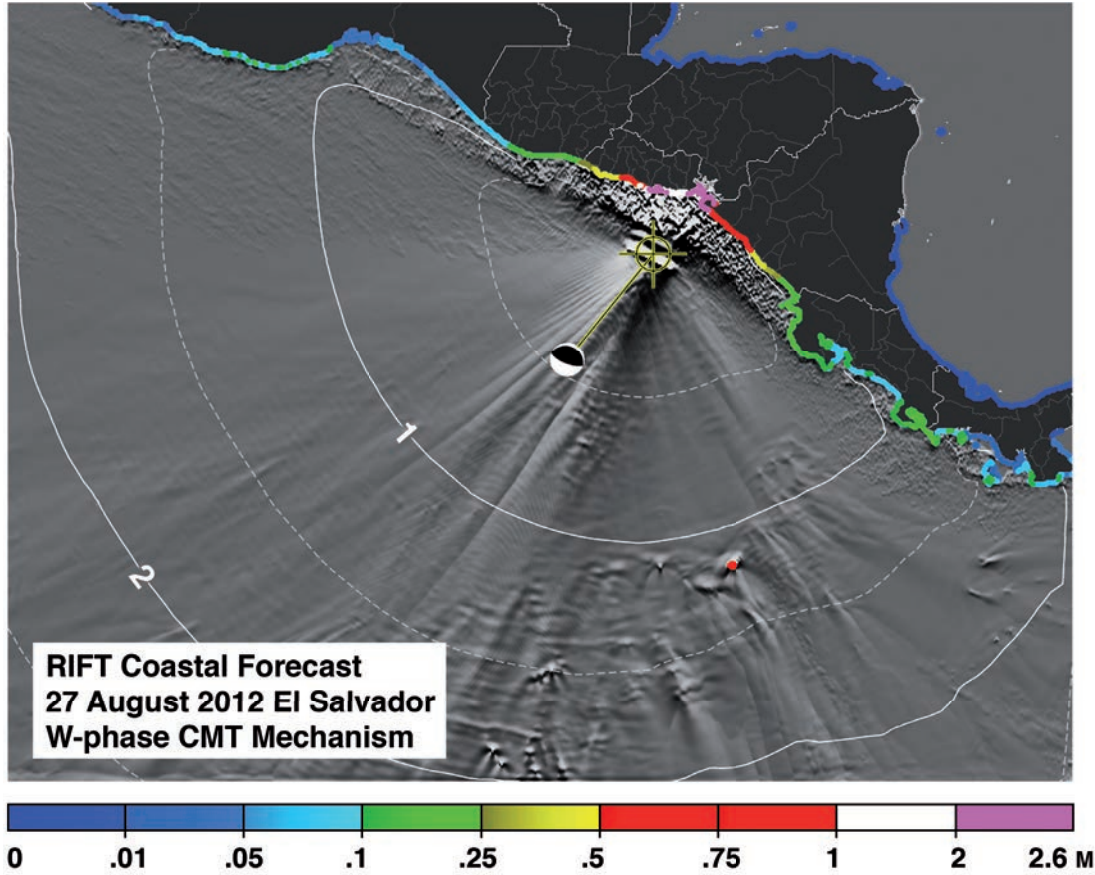 1
2
RIFT Coastal Forecast
27 August 2012 El Salvador
W-phase CMT Mechanism
0 .01 .05 .1 .25 .5 .75 1 2 2.6 M